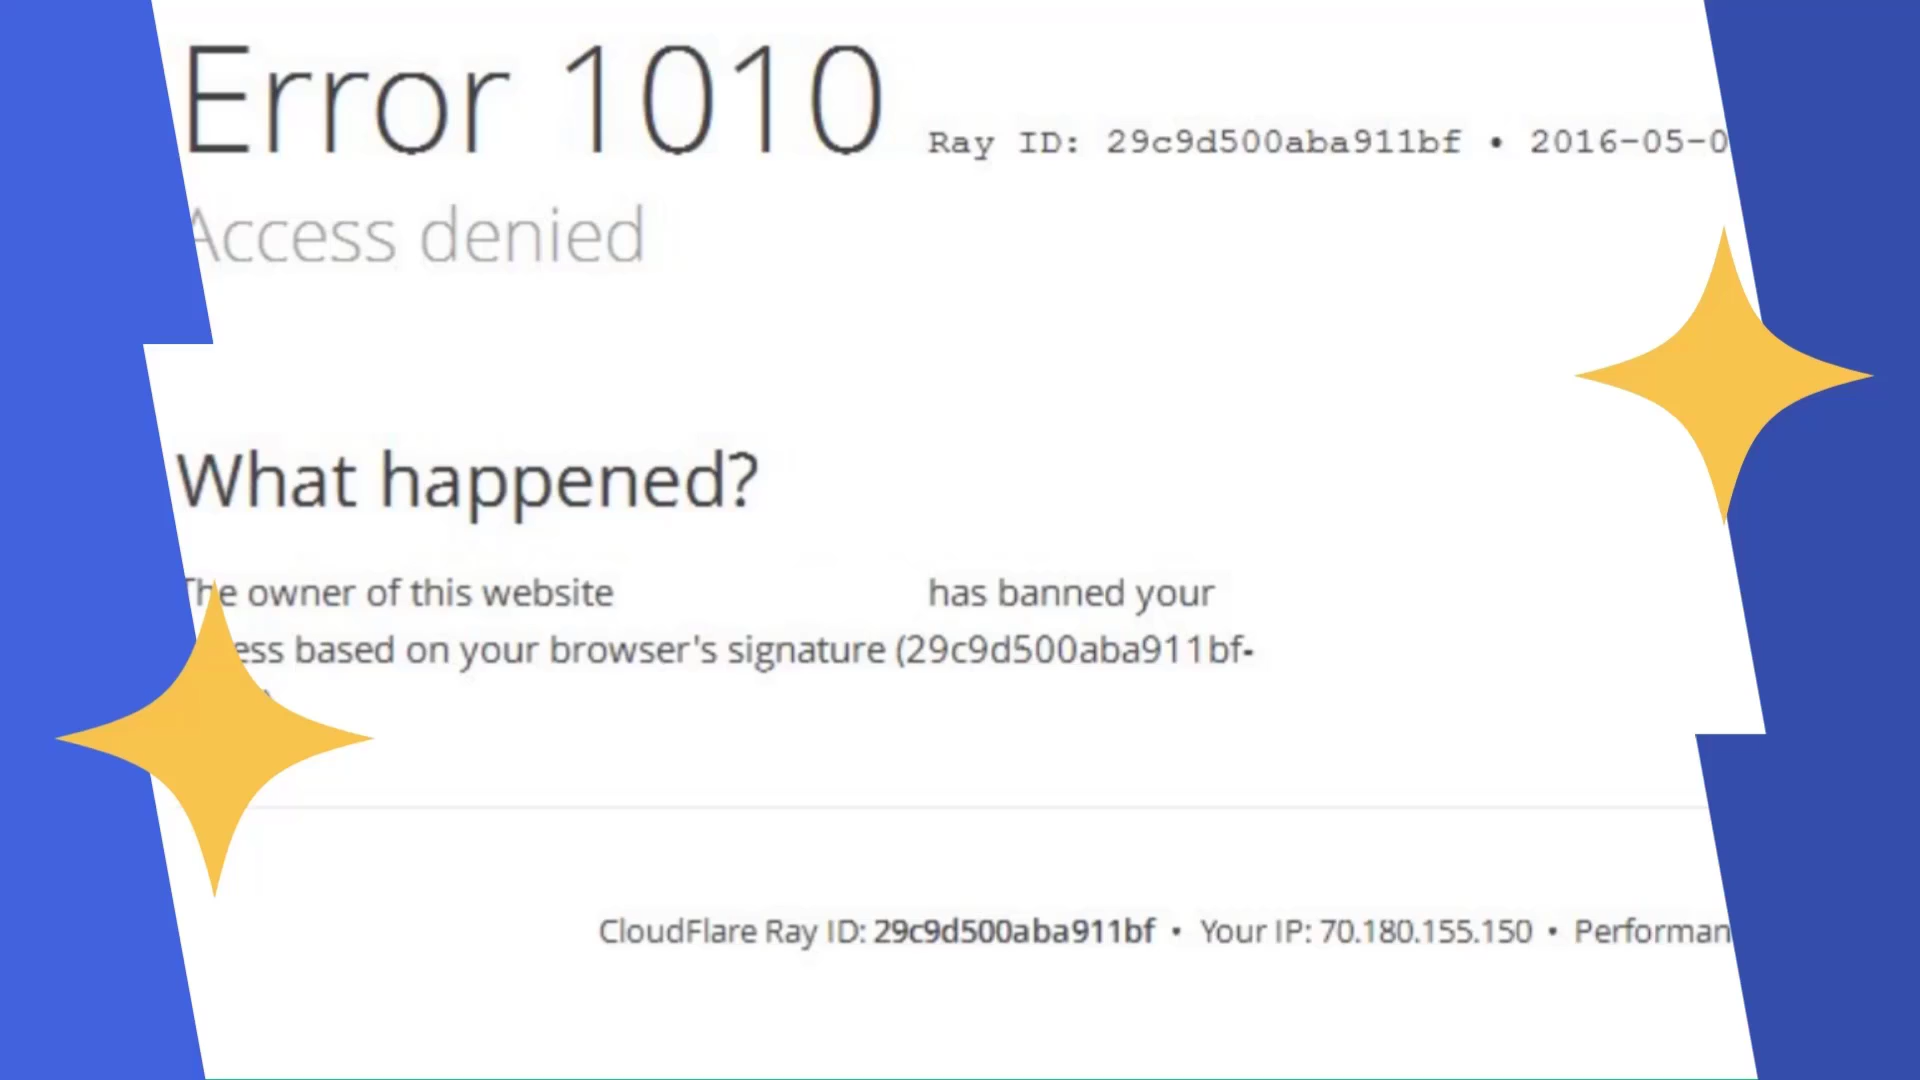 Error 1010 Ray ID: 29c9d500aba911bf • 2016-05-0
Access denied
What happened?
The owner of this website has banned your
based on your browser's signature (29c9d500aba911bf-
CloudFlare Ray ID: 29c9d500aba911bf • Your IP: 70.180.155.150 • Performan